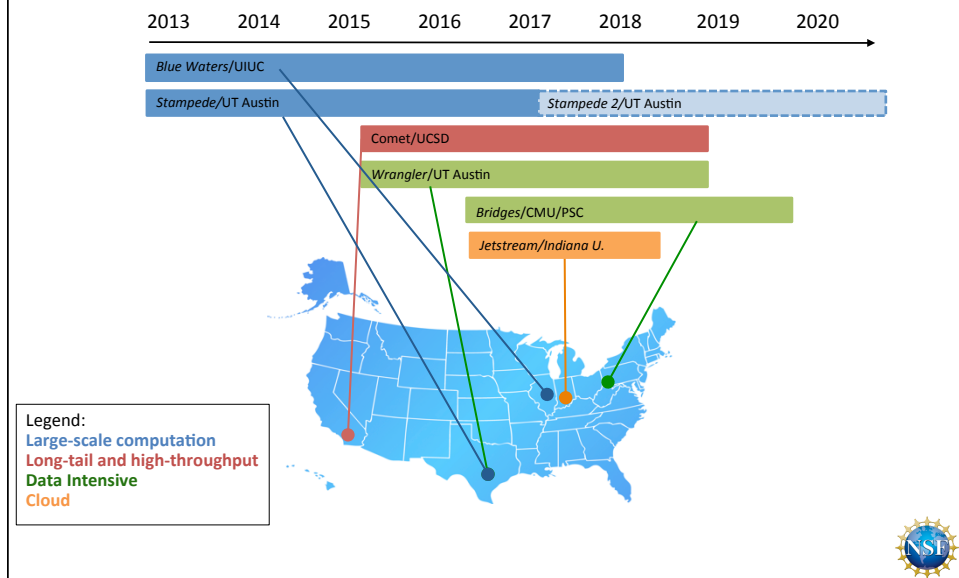 2013 2014 2015 2016 2017 2018 2019 2020
Blue Waters/UIUC
Stampede/UT Austin
Stampede 2/UT Austin
Comet/UCSD
Wrangler/UT Austin
Bridges/CMU/PSC
Jetstream/Indiana U.
Legend:
Large-scale computation
Long-tail and high-throughput
Data Intensive
Cloud
NSF